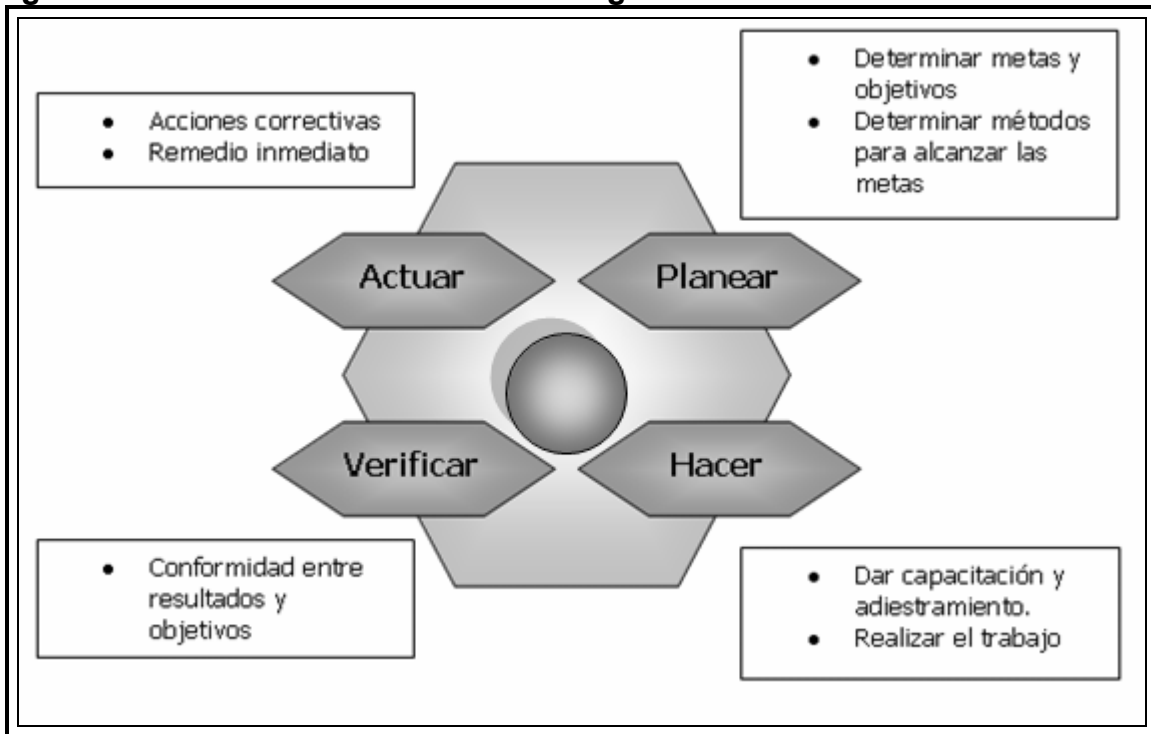 • Acciones correctivas
• Remedio inmediato
• Determinar metas y
objetivos
• Determinar métodos
para alcanzar las
metas
Actuar
Planear
Verificar
Hacer
• Conformidad entre
resultados y
objetivos
• Dar capacitación y
adiestramiento.
• Realizar el trabajo